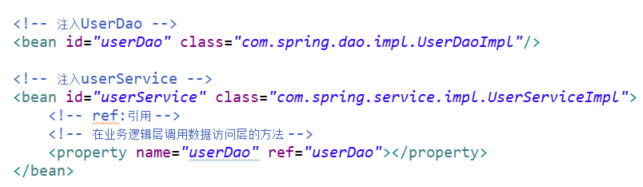 <!-- 注入UserDao -->
<bean id="userDao" class="com.spring.dao.impl.UserDaoImpl"/>
<!-- 注入userService -->
<bean id="userService" class="com.spring.service.impl.UserServiceImpl">
<!-- ref:引用 -->
<!-- 在业务逻辑层调用数据访问层的方法 -->
<property name="userDao" ref="userDao"></property>
</bean>